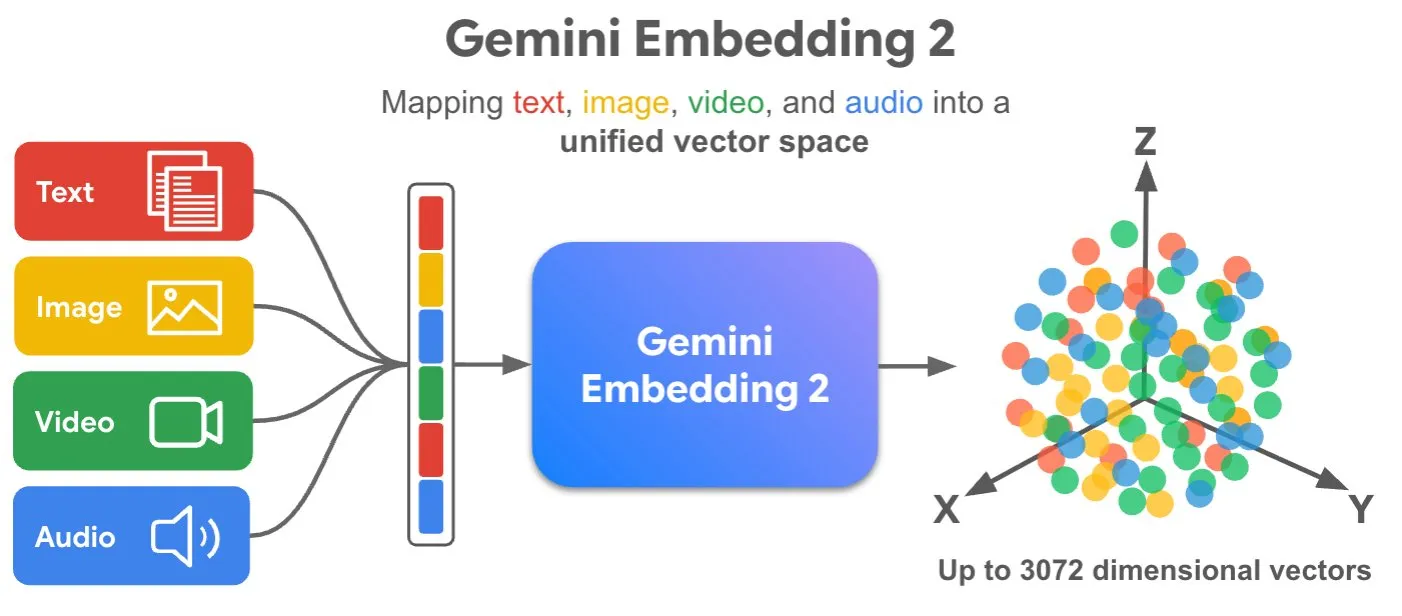 Gemini Embedding 2
Mapping text, image, video, and audio into a
unified vector space
Text
Image
Video
Audio
Gemini
Embedding 2
Z
X
Y
Up to 3072 dimensional vectors